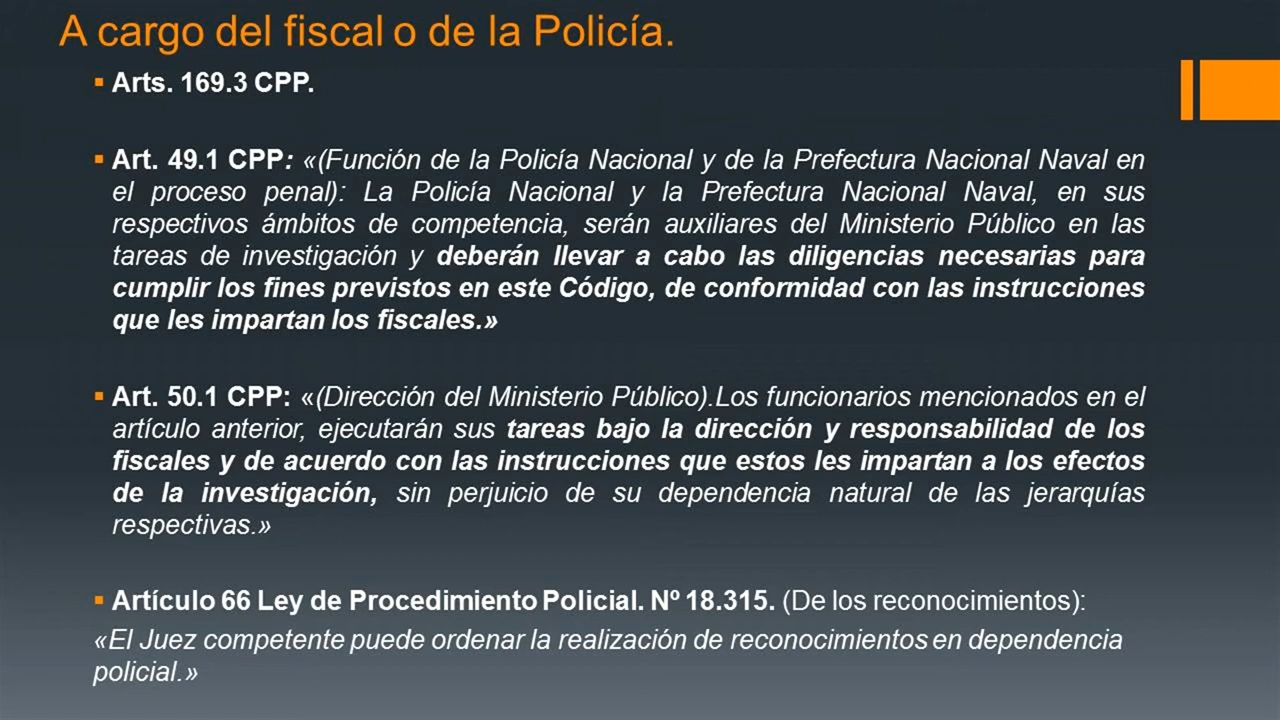 A cargo del fiscal o de la Policía.
▪ Arts. 169.3 CPP.
▪ Art. 49.1 CPP: «(Función de la Policía Nacional y de la Prefectura Nacional Naval en
el proceso penal): La Policía Nacional y la Prefectura Nacional Naval, en sus
respectivos ámbitos de competencia, serán auxiliares del Ministerio Público en las
tareas de investigación y deberán llevar a cabo las diligencias necesarias para
cumplir los fines previstos en este Código, de conformidad con las instrucciones
que les impartan los fiscales.»
▪ Art. 50.1 CPP: «(Dirección del Ministerio Público).Los funcionarios mencionados en el
artículo anterior, ejecutarán sus tareas bajo la dirección y responsabilidad de los
fiscales y de acuerdo con las instrucciones que estos les impartan a los efectos
de la investigación, sin perjuicio de su dependencia natural de las jerarquías
respectivas.»
▪ Artículo 66 Ley de Procedimiento Policial. Nº 18.315. (De los reconocimientos):
«El Juez competente puede ordenar la realización de reconocimientos en dependencia
policial.»